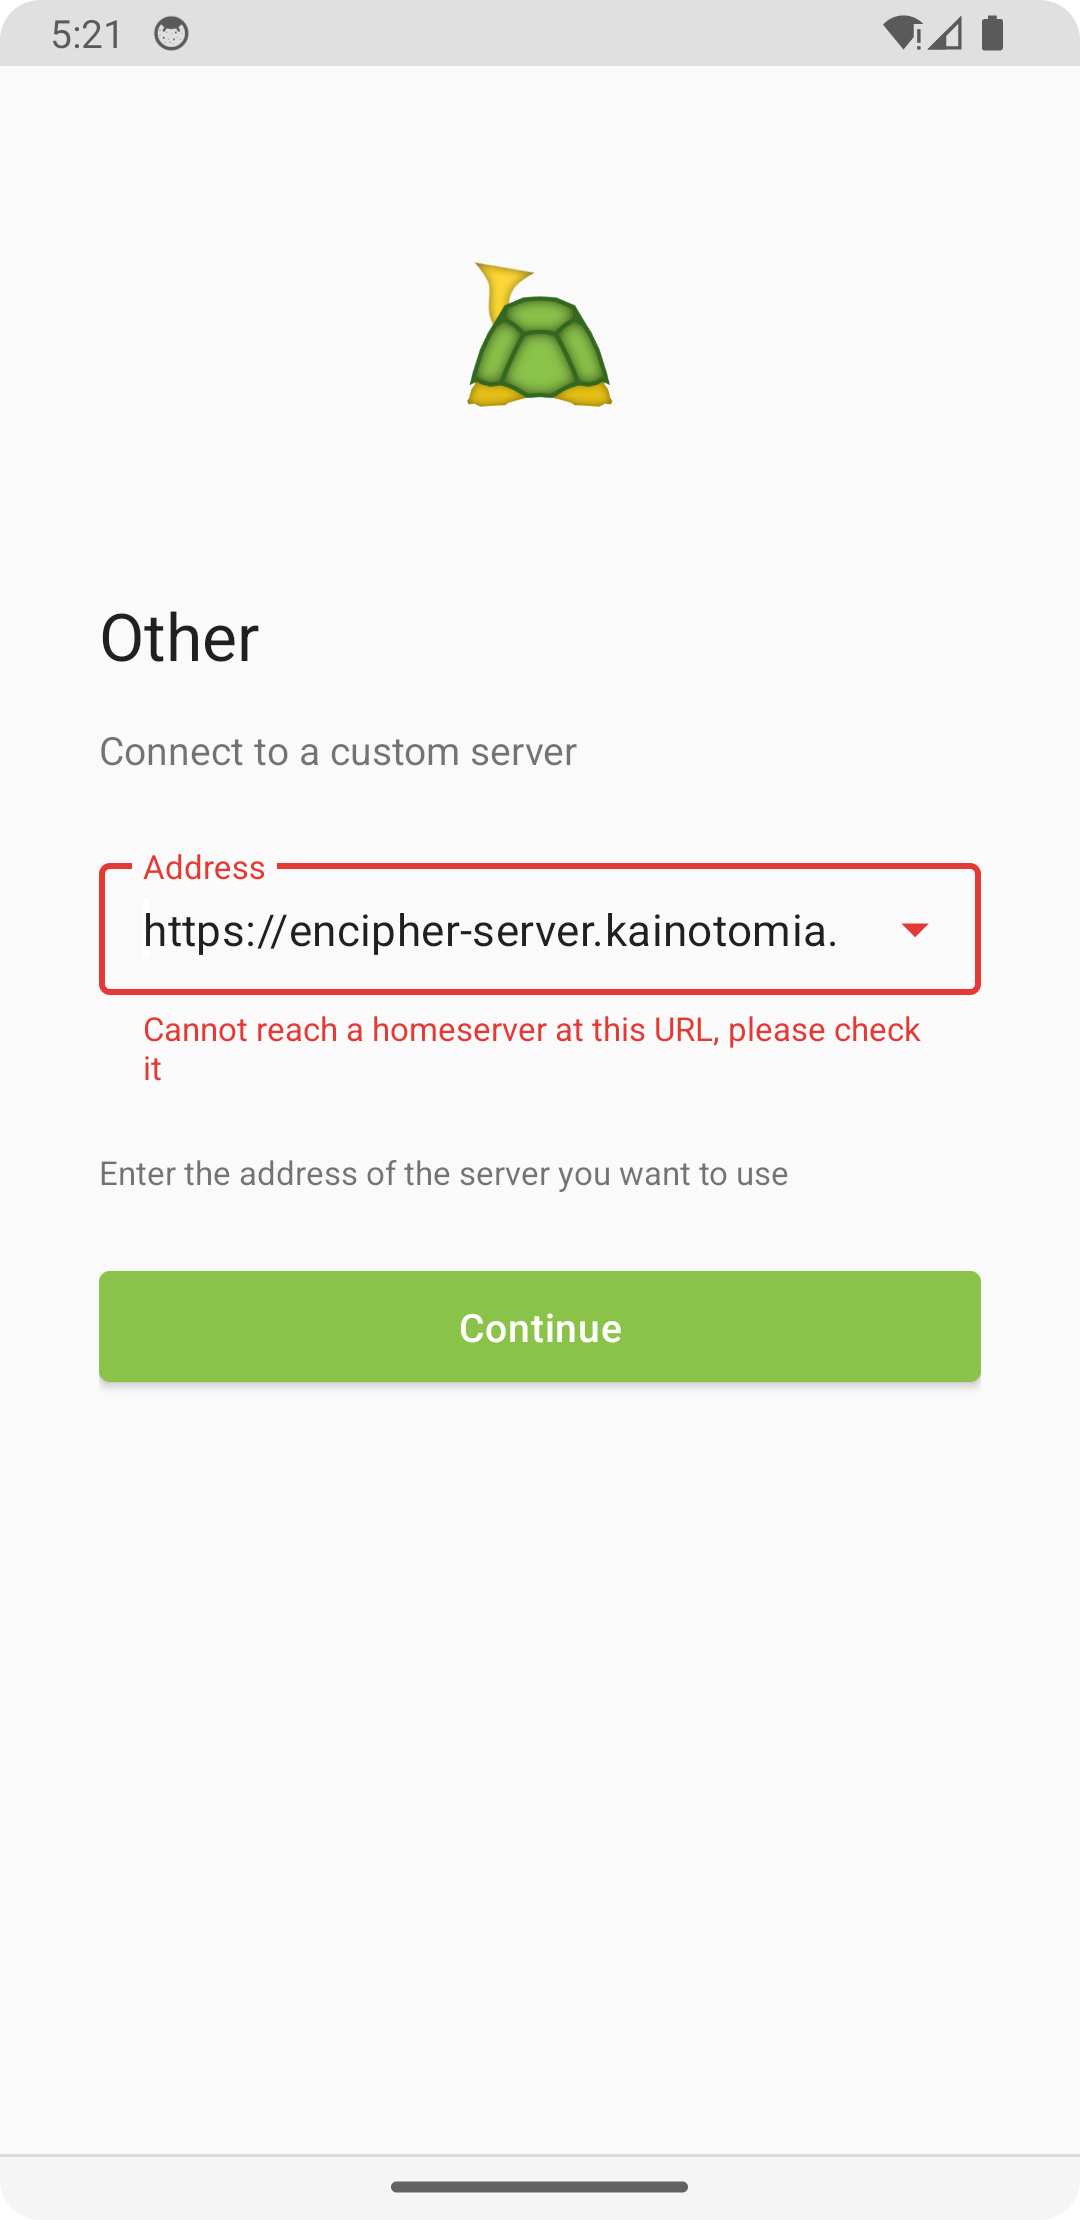 5:21
Other
Connect to a custom server
Address
https://encipher-server.kainotomia.
Cannot reach a homeserver at this URL, please check
it
Enter the address of the server you want to use
Continue